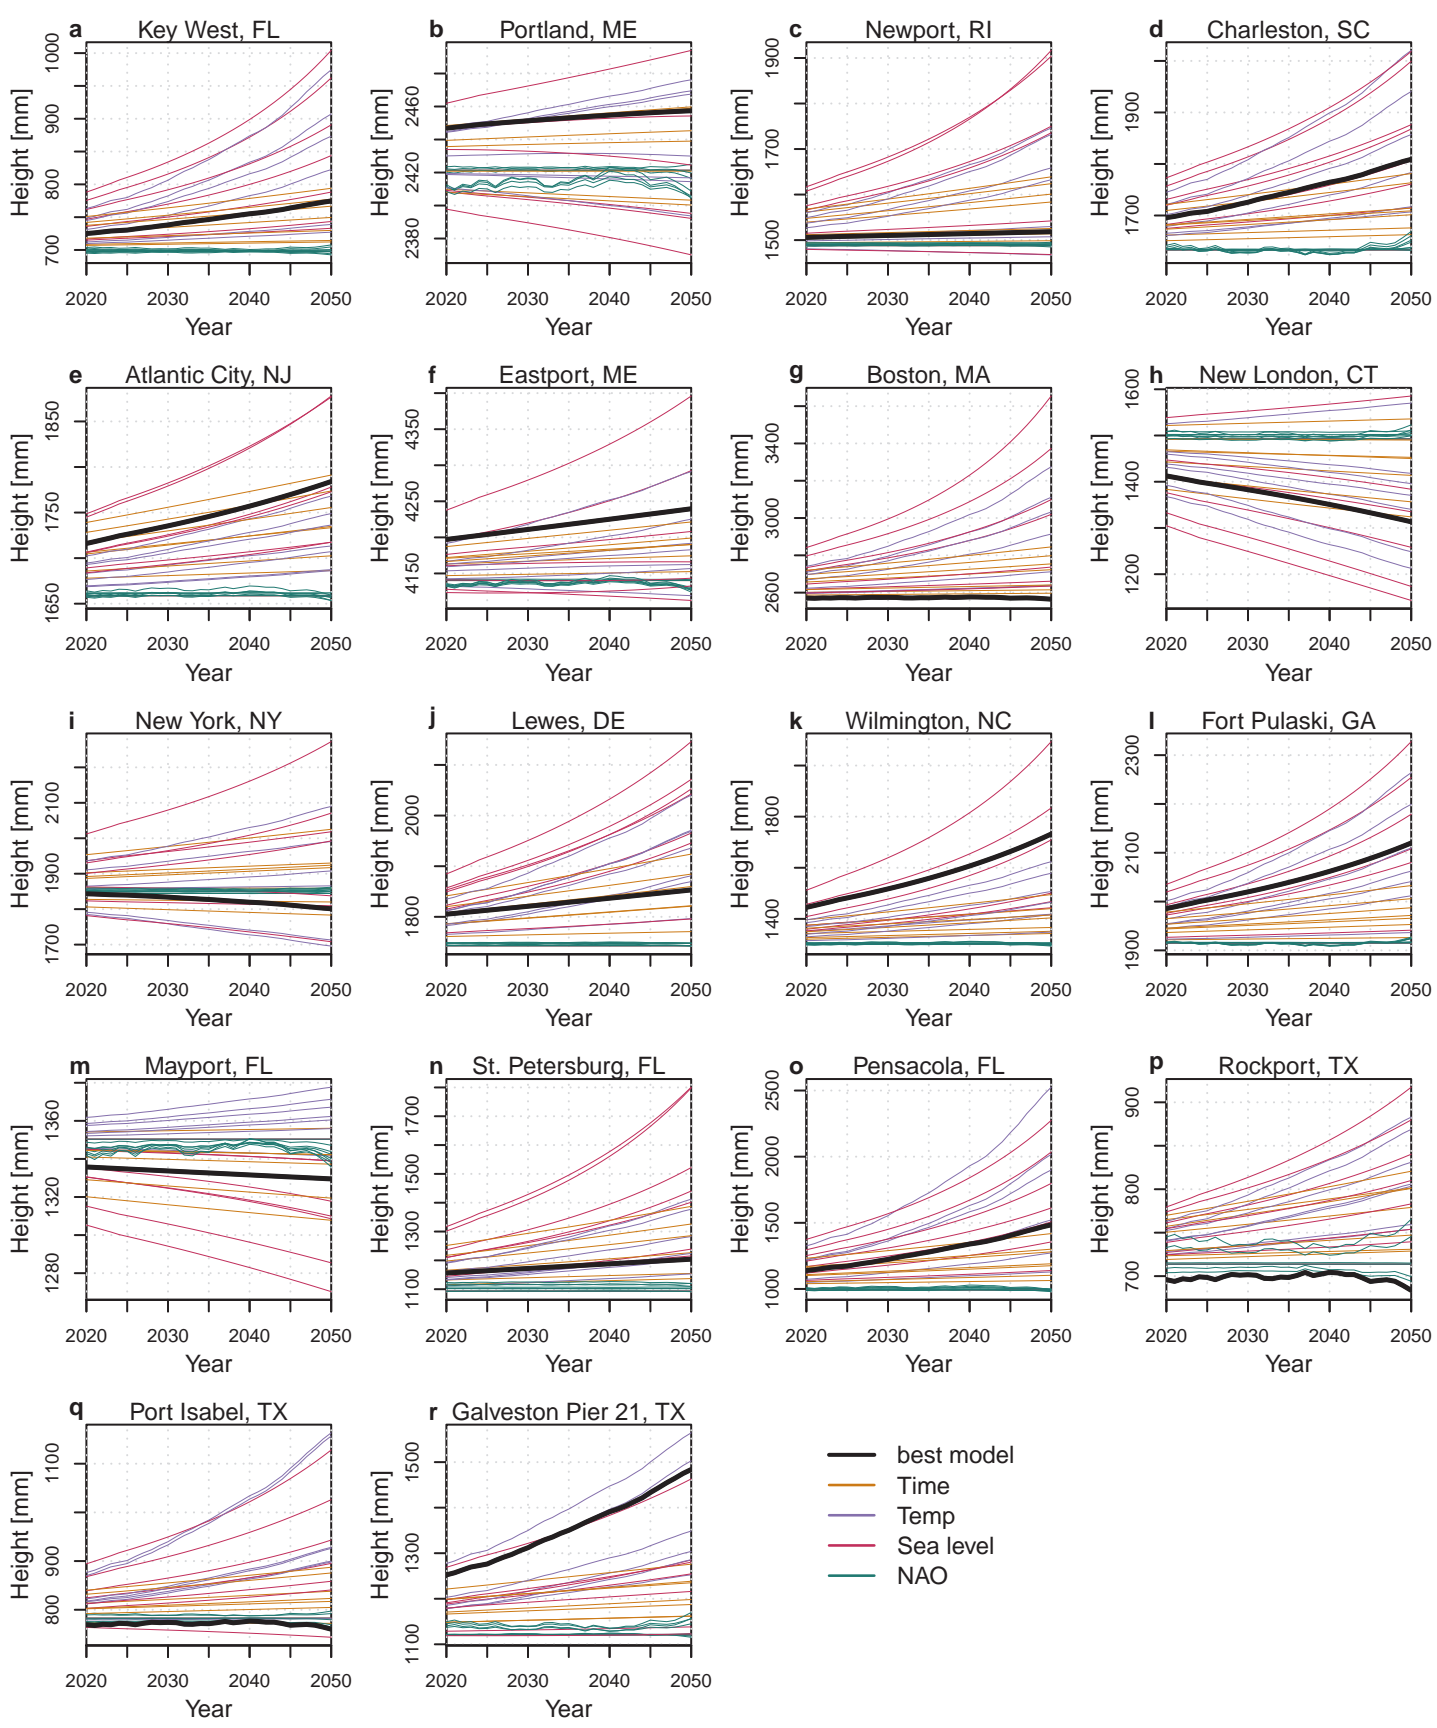 a Key West, FL
Height [mm]
1000
900
800
700
2020 2030 2040 2050
Year
b Portland, ME
Height [mm]
2460
2420
2380
2020 2030 2040 2050
Year
c Newport, RI
Height [mm]
1900
1700
1500
2020 2030 2040 2050
Year
d Charleston, SC
Height [mm]
1900
1700
2020 2030 2040 2050
Year
e Atlantic City, NJ
Height [mm]
1850
1750
1650
2020 2030 2040 2050
Year
f Eastport, ME
Height [mm]
4350
4250
4150
2020 2030 2040 2050
Year
g Boston, MA
Height [mm]
3400
3000
2600
2020 2030 2040 2050
Year
h New London, CT
Height [mm]
1600
1400
1200
2020 2030 2040 2050
Year
i New York, NY
Height [mm]
2100
1900
1700
2020 2030 2040 2050
Year
j Lewes, DE
Height [mm]
2000
1800
2020 2030 2040 2050
Year
k Wilmington, NC
Height [mm]
1800
1400
2020 2030 2040 2050
Year
l Fort Pulaski, GA
Height [mm]
2300
2100
1900
2020 2030 2040 2050
Year
m Mayport, FL
Height [mm]
1360
1320
1280
2020 2030 2040 2050
Year
n St. Petersburg, FL
Height [mm]
1700
1500
1300
1100
2020 2030 2040 2050
Year
o Pensacola, FL
Height [mm]
2500
2000
1500
1000
2020 2030 2040 2050
Year
p Rockport, TX
Height [mm]
900
800
700
2020 2030 2040 2050
Year
q Port Isabel, TX
Height [mm]
1100
900
800
2020 2030 2040 2050
Year
r Galveston Pier 21, TX
Height [mm]
1500
1300
1100
2020 2030 2040 2050
Year
best model
Time
Temp
Sea level
NAO